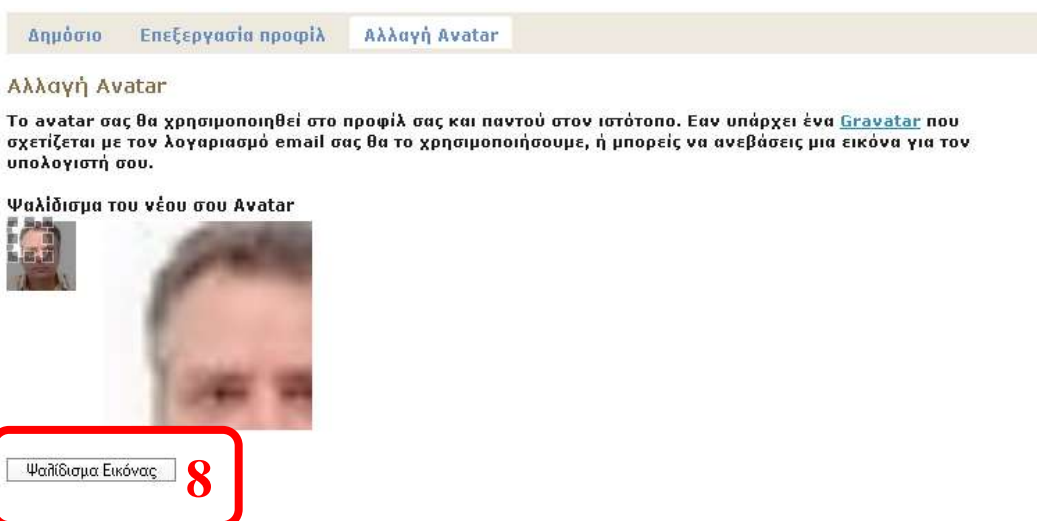 Δημόσιο Επεξεργασία προφίλ Αλλαγή Avatar
Αλλαγή Avatar
Το avatar σας θα χρησιμοποιηθεί στο προφίλ σας και παντού στον ιστότοπο. Εαν υπάρχει ένα Gravatar που
σχετίζεται με τον λογαριασμό email σας θα το χρησιμοποιήσουμε, ή μπορείς να ανεβάσεις μια εικόνα για τον
υπολογιστή σου.
Ψαλίδισμα του νέου σου Avatar
Ψαλίδισμα Εικόνας 8